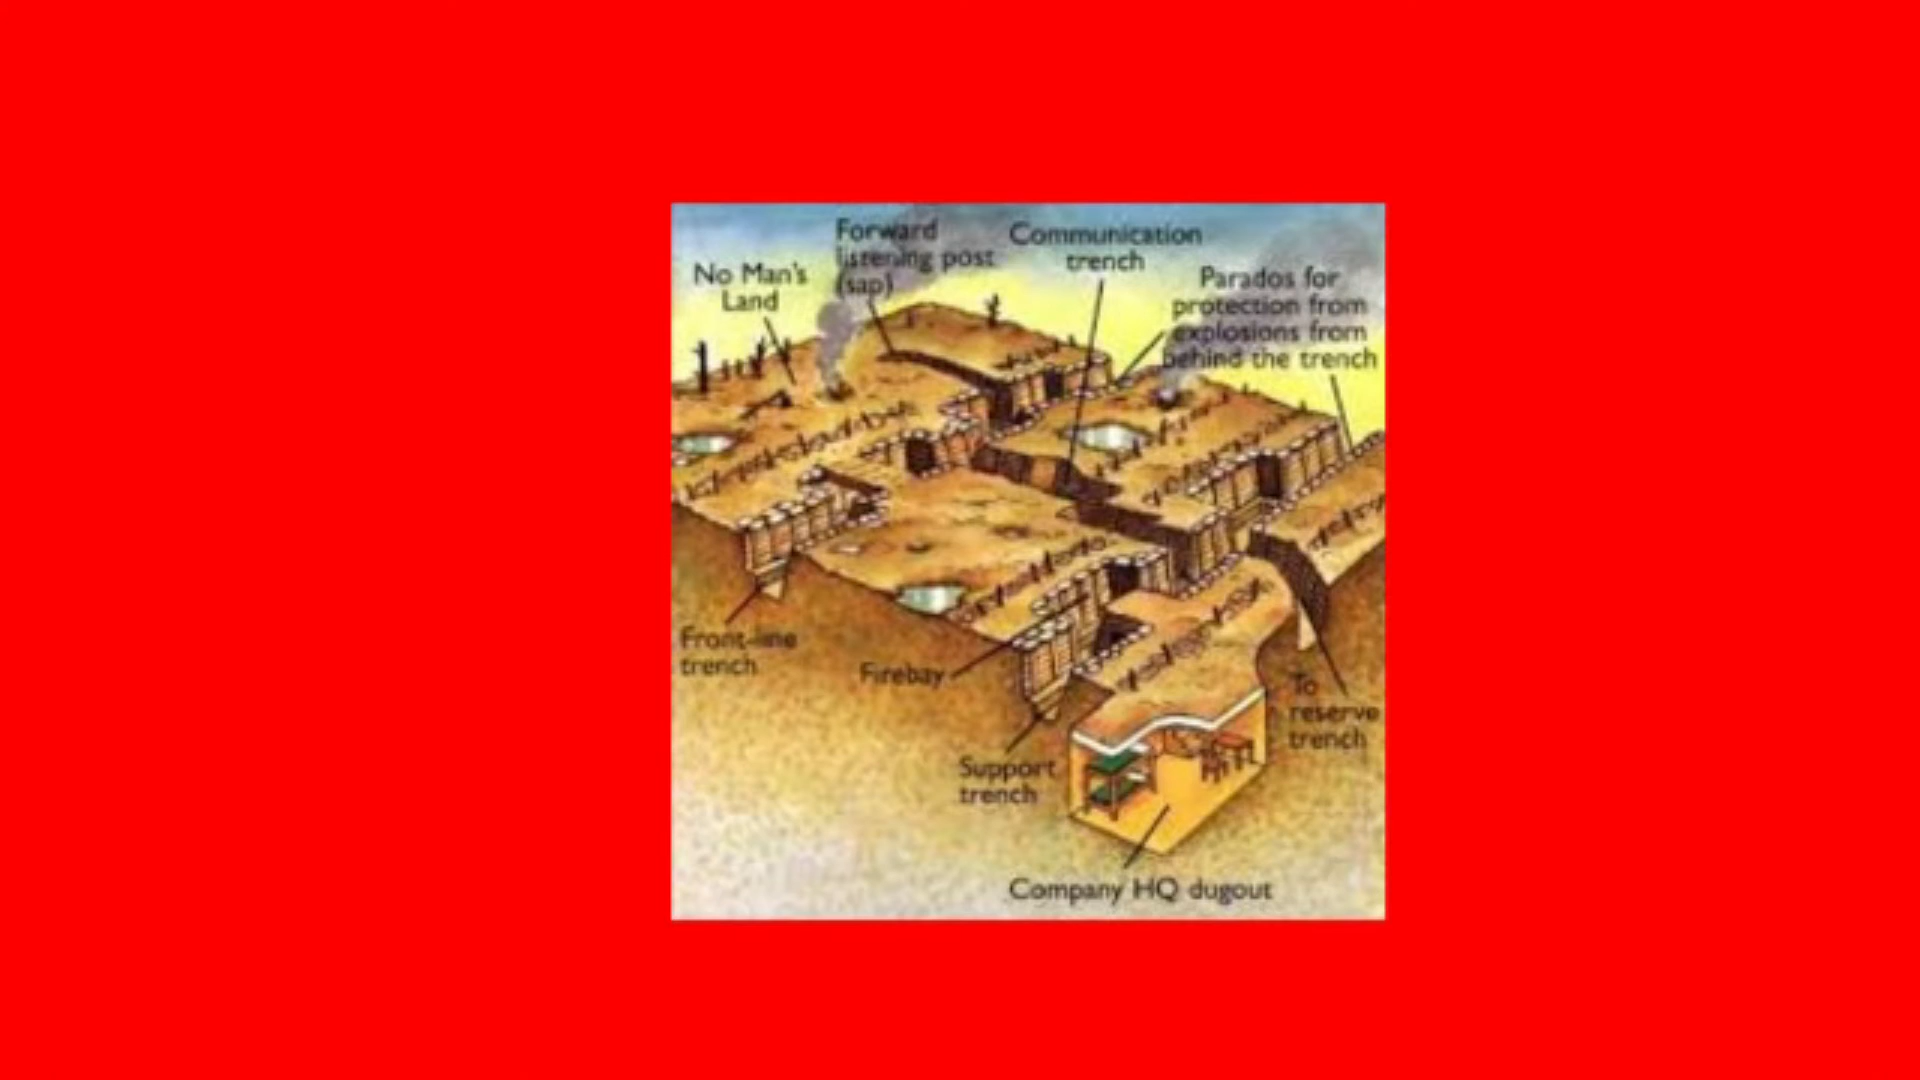 Forward
listening post
(sap)
Communication
trench
No Man's
Land
Parados for
protection from
explosions from
behind the trench
Front-line
trench
Firebay
Support
trench
To
reserve
trench
Company HQ dugout